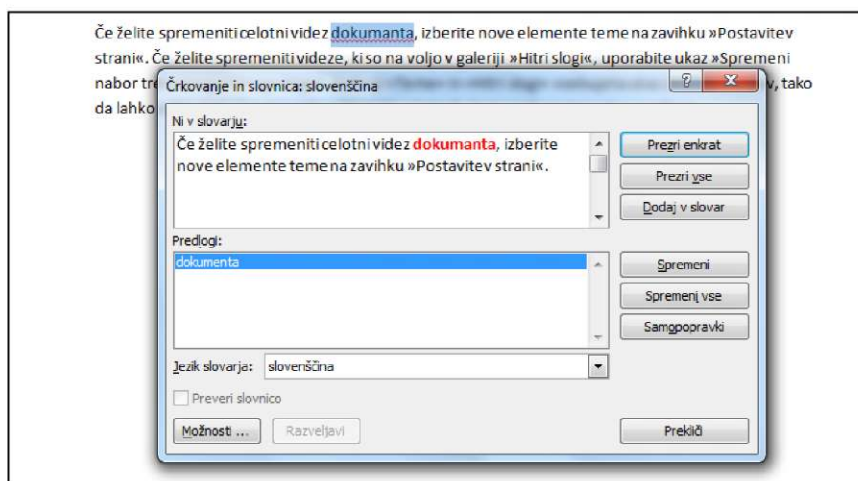 Če želite spremeniti celotni videz dokumanta, izberite nove elemente teme na zavihku »Postavitev
strani«. Če želite spremeniti videze, ki so na voljo v galeriji »Hitri slogi«, uporabite ukaz »Spremeni
nabor
v, tako
da lahko
Črkovanje in slovnica: slovenščina
Ni v slovarju:
Če želite spremeniti celotni videz dokumanta, izberite
nove elemente teme na zavihku »Postavitev strani«.
Prezri enkrat
Prezri vse
Dodaj v slovar
Predlogi:
dokumenta
Spremeni
Spremeni vse
Samopopravki
Jezik slovarja: slovenščina
Preveri slovnico
Možnosti ... Razveljavi Prekliči